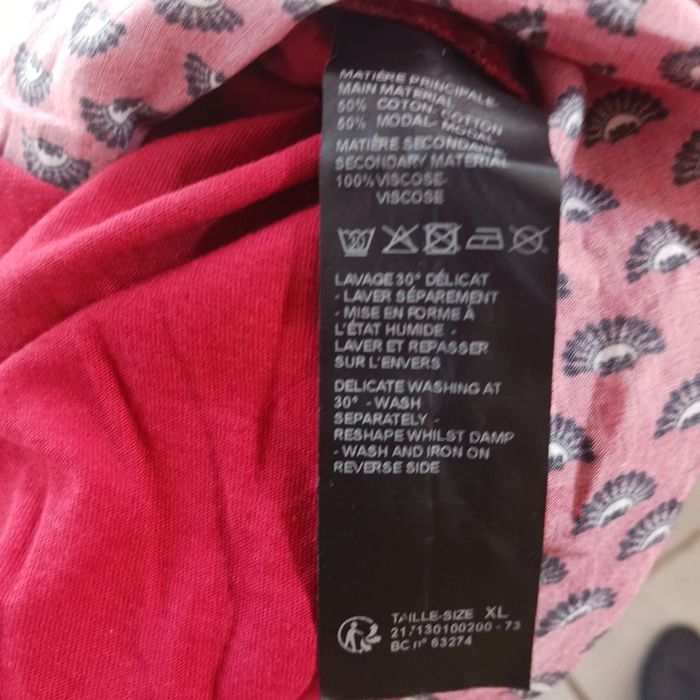 MATIÈRE PRINCIPALE
MAIN MATERIAL
50% COTON- COTTON
50% MODAL- MODAL
MATIÈRE SECONDAIRE
SECONDARY MATERIAL
100% VISCOSE-
VISCOSE
30
LAVAGE 30° DÉLICAT
- LAVER SÉPAREMENT
- MISE EN FORME À
L'ÉTAT HUMIDE -
LAVER ET REPASSER
SUR L'ENVERS
DELICATE WASHING AT
30° - WASH
SEPARATELY -
RESHAPE WHILST DAMP
- WASH AND IRON ON
REVERSE SIDE
TAILLE-SIZE XL
217130100200 - 73
BC n° 63274